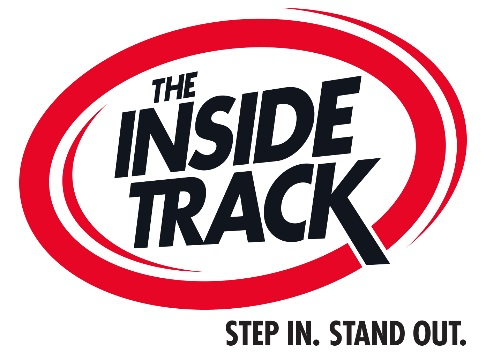 THE
INSIDE
TRACK
STEP IN. STAND OUT.